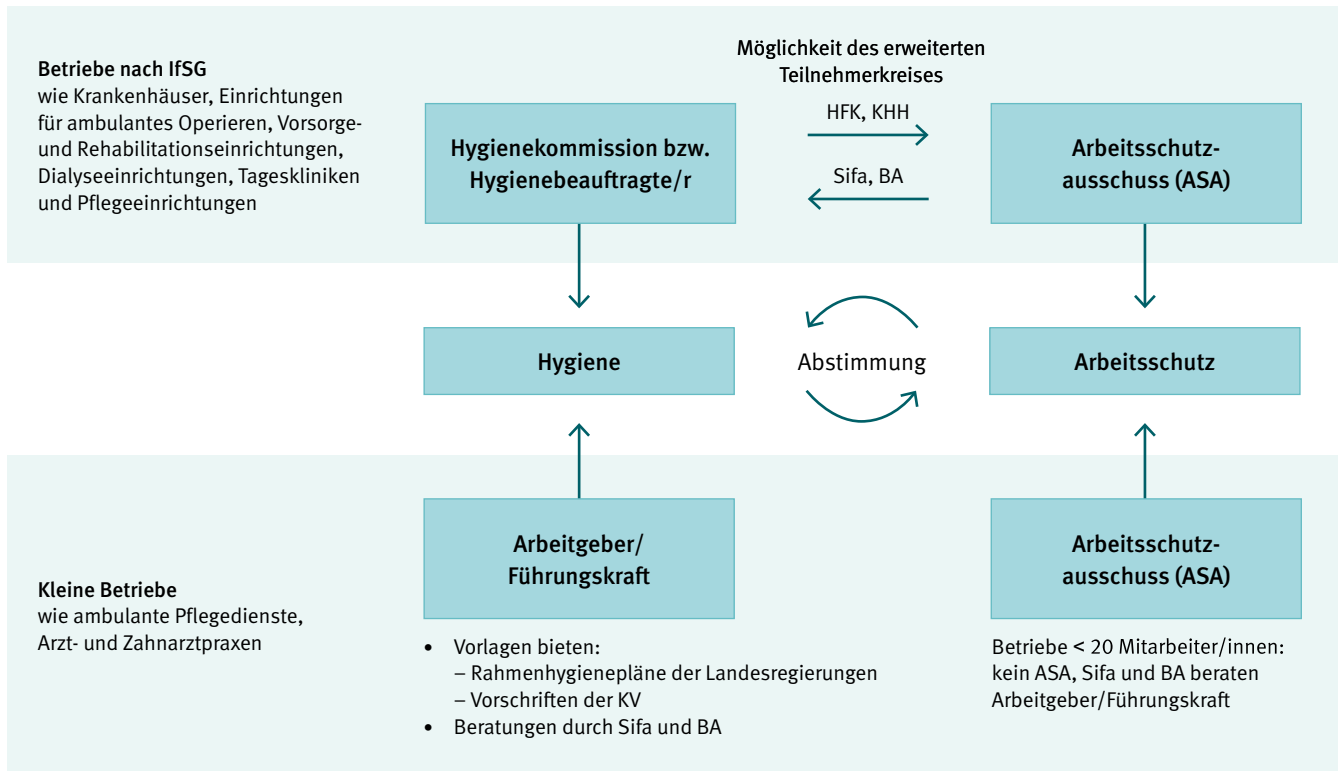 Betriebe nach IfSG
wie Krankenhäuser, Einrichtungen
für ambulantes Operieren, Vorsorge-
und Rehabilitationseinrichtungen,
Dialyseeinrichtungen, Tageskliniken
und Pflegeeinrichtungen
Hygienekommission bzw.
Hygienebeauftragte/r
Möglichkeit des erweiterten
Teilnehmerkreises
HFK, KHH
Sifa, BA
Arbeitsschutz-
ausschuss (ASA)
Hygiene
Abstimmung
Arbeitsschutz
Kleine Betriebe
wie ambulante Pflegedienste,
Arzt- und Zahnarztpraxen
Arbeitgeber/
Führungskraft
• Vorlagen bieten:
– Rahmenhygienepläne der Landesregierungen
– Vorschriften der KV
• Beratungen durch Sifa und BA
Arbeitsschutz-
ausschuss (ASA)
Betriebe < 20 Mitarbeiter/innen:
kein ASA, Sifa und BA beraten
Arbeitgeber/Führungskraft